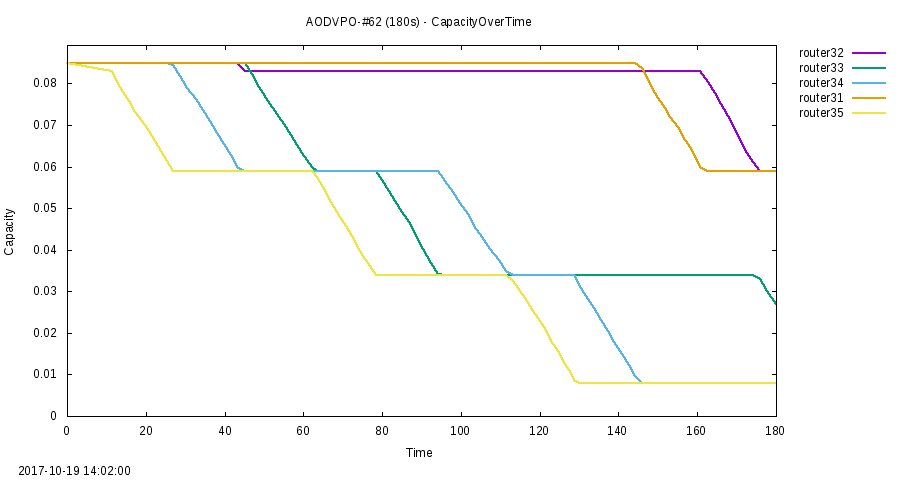 AODVPO-#62 (180s) - CapacityOverTime
router32
router33
router34
router31
router35
0.08
0.07
0.06
0.05
0.04
0.03
0.02
0.01
0
Capacity
0 20 40 60 80 100 120 140 160 180
Time
2017-10-19 14:02:00